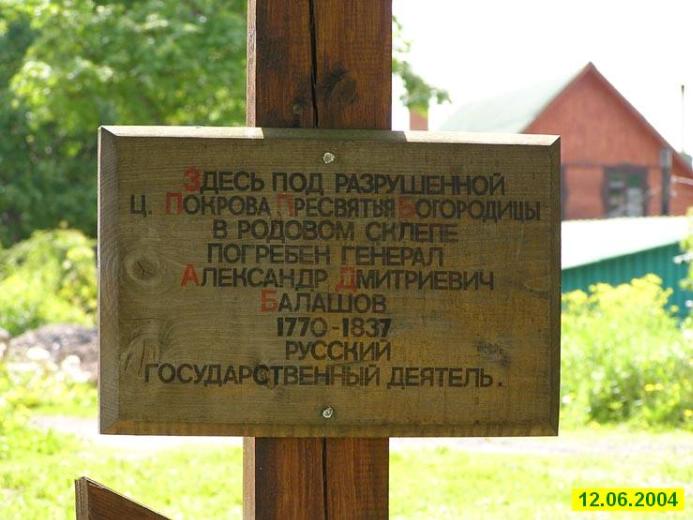 ЗДЕСЬ ПОД РАЗРУШЕННОЙ
Ц. ПОКРОВА ПРЕСВЯТЫЯ БОГОРОДИЦЫ
В РОДОВОМ СКЛЕПЕ
ПОГРЕБЕН ГЕНЕРАЛ
АЛЕКСАНДР ДМИТРИЕВИЧ
БАЛАШОВ
1770-1837
РУССКИЙ
ГОСУДАРСТВЕННЫЙ ДЕЯТЕЛЬ.
12.06.2004